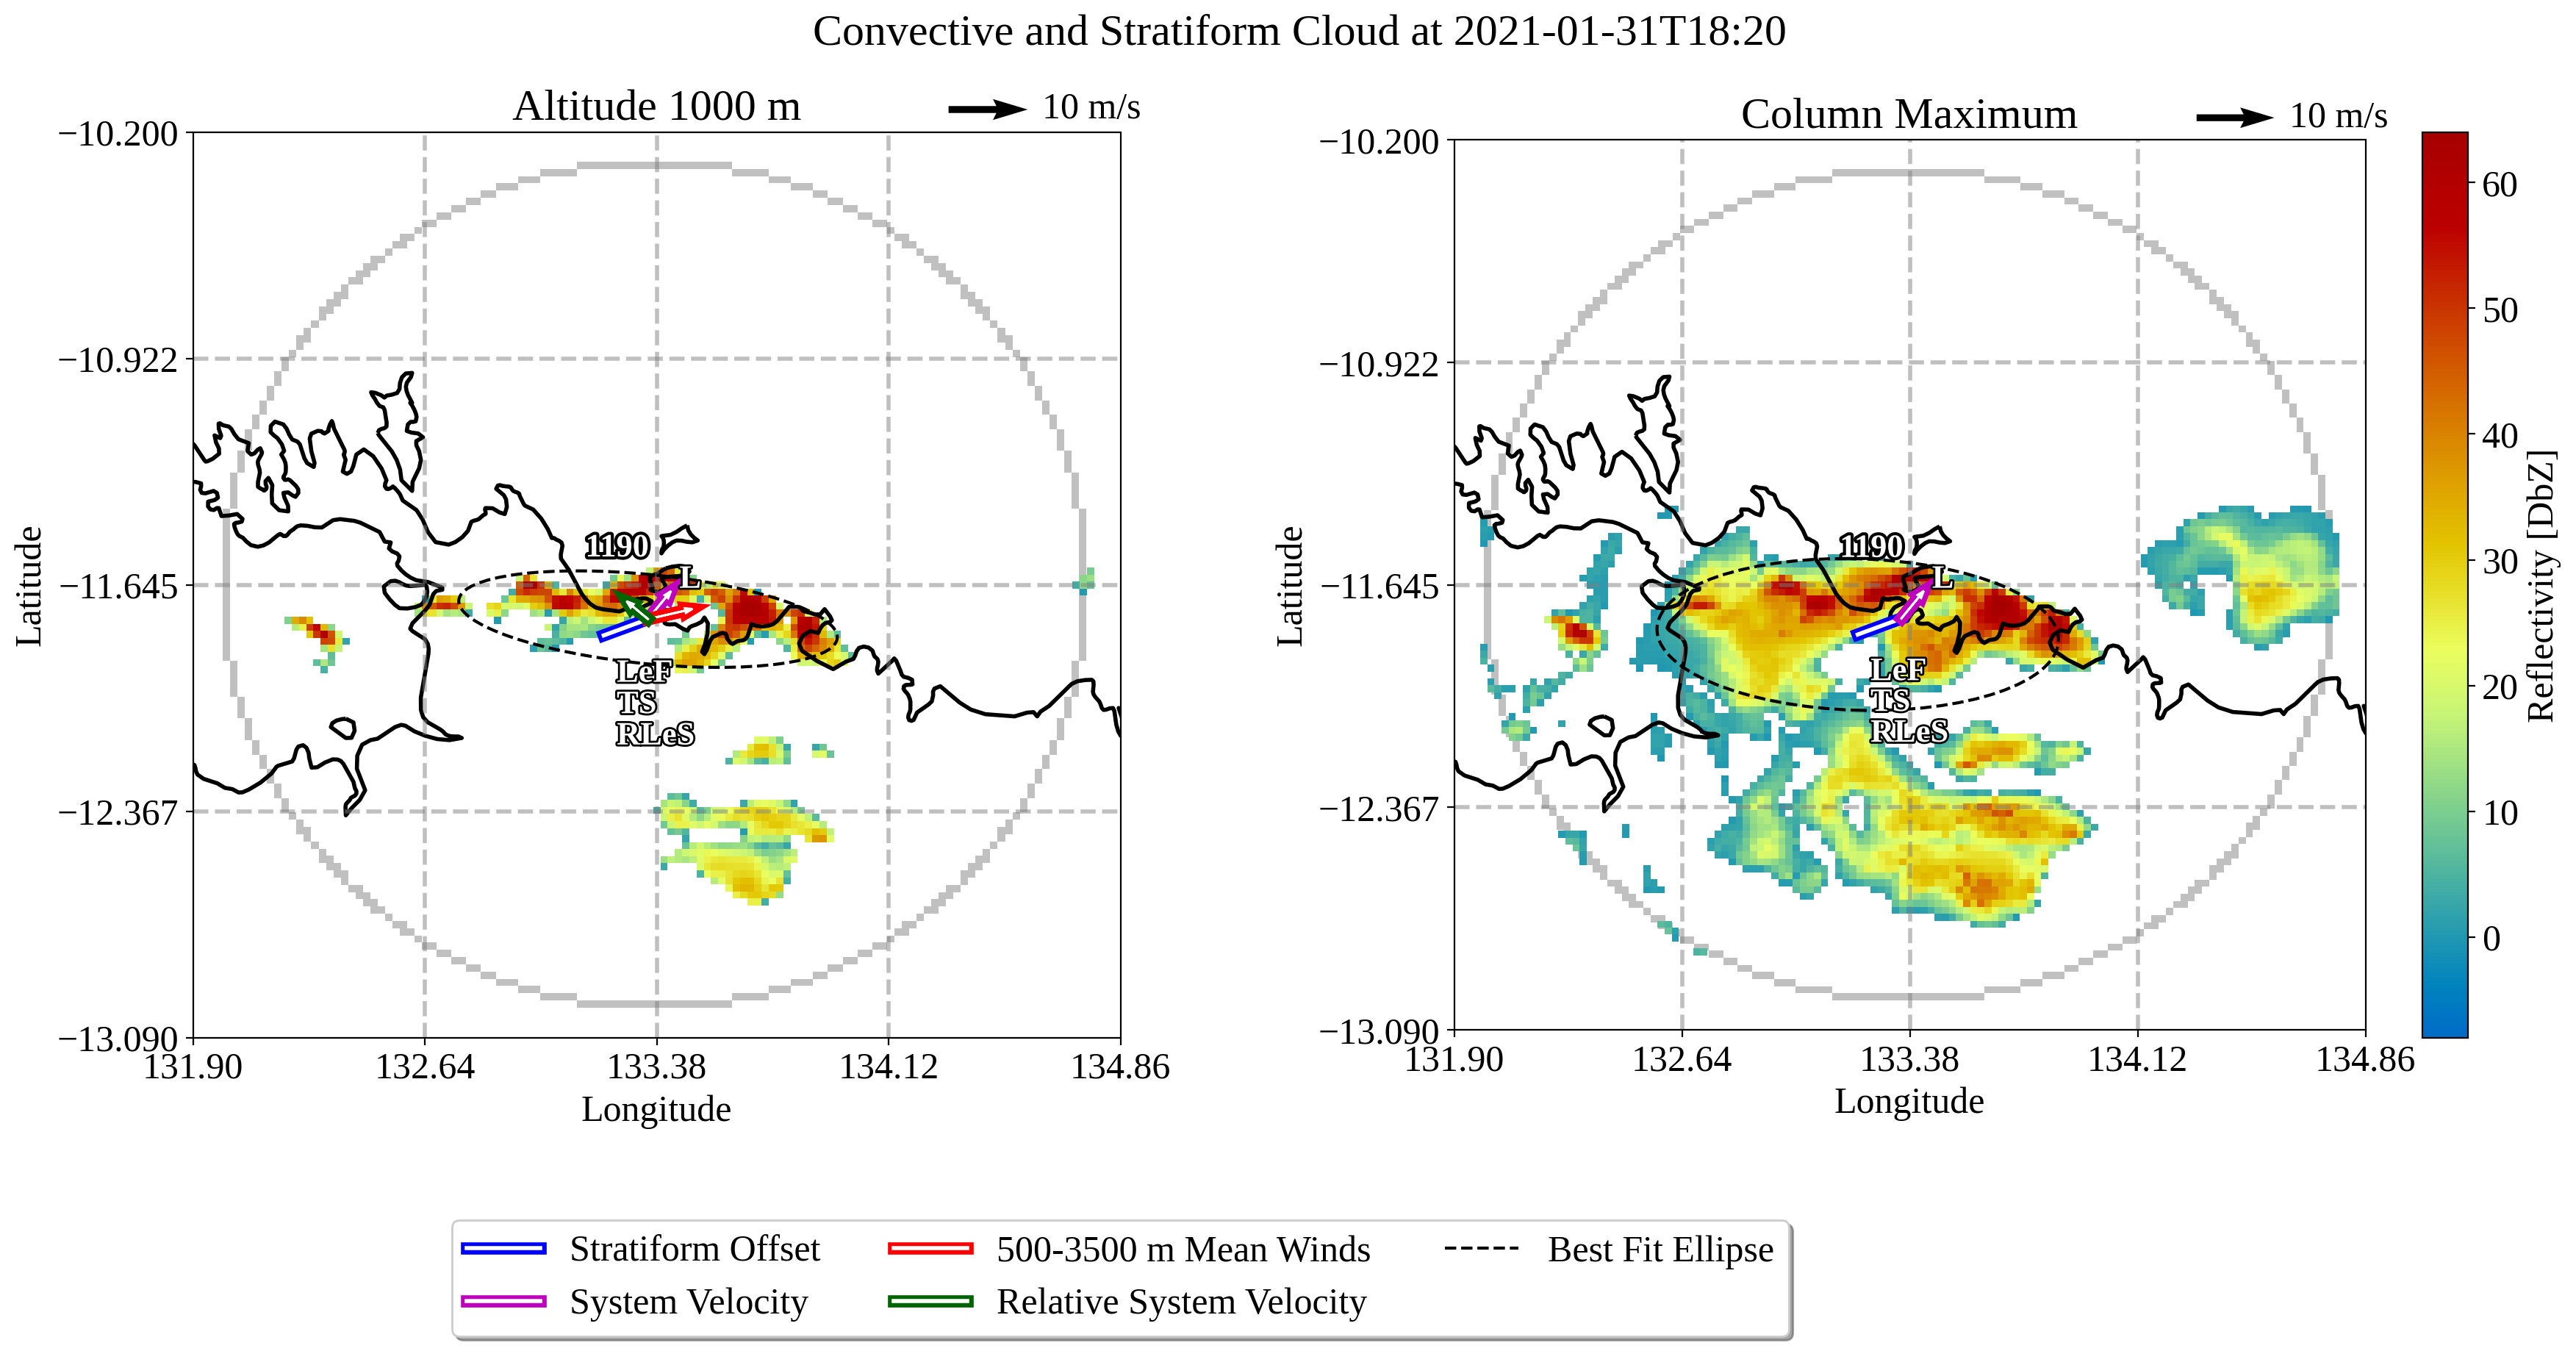 Convective and Stratiform Cloud at 2021-01-31T18:20
Altitude 1000 m
10 m/s
−10.200
−10.922
−11.645
−12.367
−13.090
Latitude
131.90
132.64
133.38
134.12
134.86
Longitude
1190
L
LeF
TS
RLeS
Column Maximum
10 m/s
−10.200
−10.922
−11.645
−12.367
−13.090
Latitude
131.90
132.64
133.38
134.12
134.86
Longitude
1190
L
LeF
TS
RLeS
60
50
40
30
20
10
0
Reflectivity [DbZ]
Stratiform Offset
System Velocity
500-3500 m Mean Winds
Relative System Velocity
Best Fit Ellipse